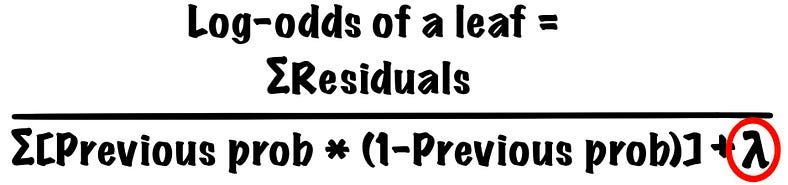 Log-odds of a leaf =
ΣResiduals
Σ[Previous prob * (1-Previous prob)] + λ